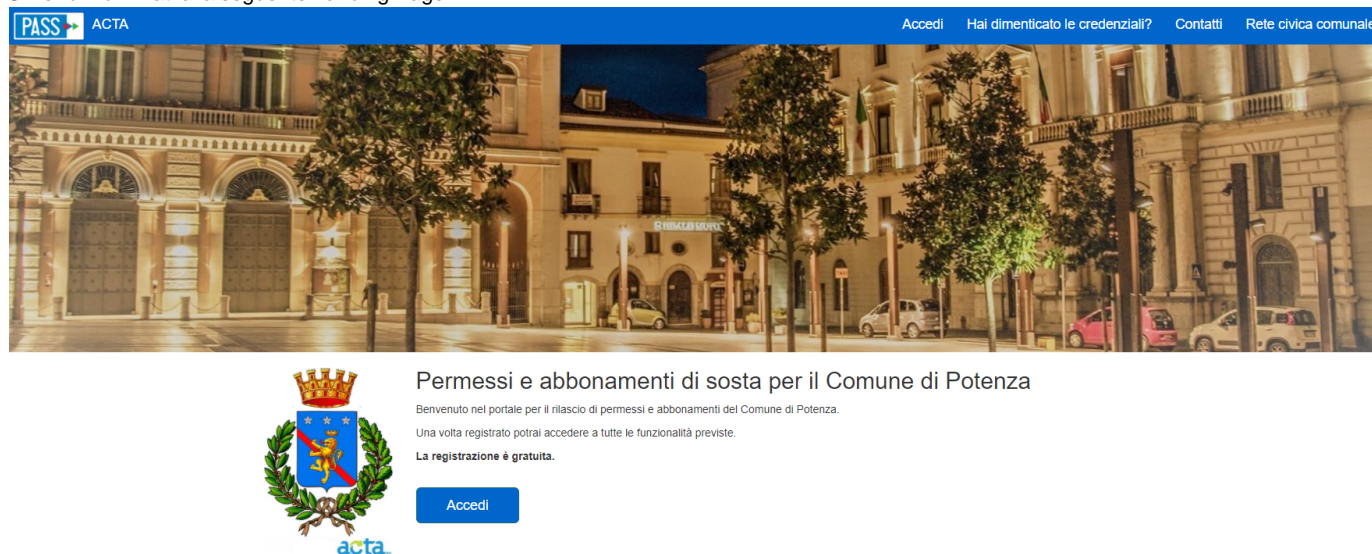 PASS ACTA Accedi Hai dimenticato le credenziali? Contatti Rete civica comunale
Permessi e abbonamenti di sosta per il Comune di Potenza
Benvenuto nel portale per il rilascio di permessi e abbonamenti del Comune di Potenza.
Una volta registrato potrai accedere a tutte le funzionalità previste.
La registrazione è gratuita.
Accedi
acta